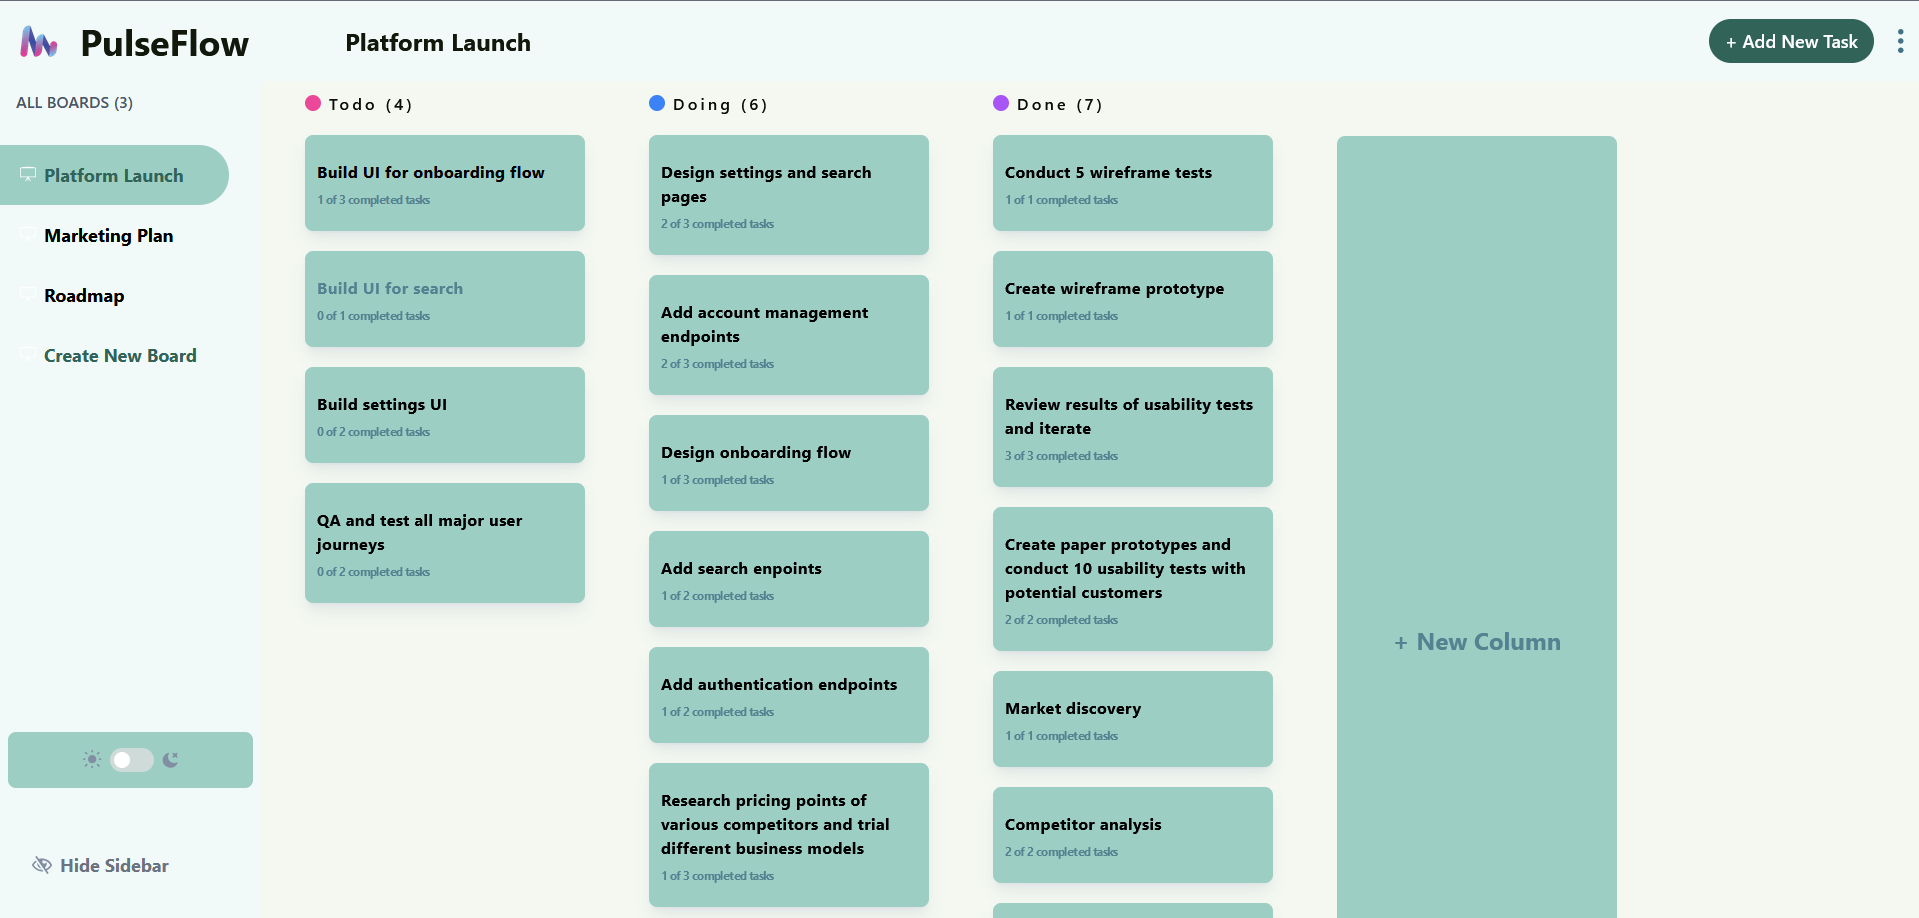 PulseFlow
Platform Launch
+ Add New Task
ALL BOARDS (3)
Platform Launch
Marketing Plan
Roadmap
Create New Board
Hide Sidebar
Todo (4)
Build UI for onboarding flow
1 of 3 completed tasks
Build UI for search
0 of 1 completed tasks
Build settings UI
0 of 2 completed tasks
QA and test all major user
journeys
0 of 2 completed tasks
Doing (6)
Design settings and search
pages
2 of 3 completed tasks
Add account management
endpoints
2 of 3 completed tasks
Design onboarding flow
1 of 3 completed tasks
Add search enpoints
1 of 2 completed tasks
Add authentication endpoints
1 of 2 completed tasks
Research pricing points of
various competitors and trial
different business models
1 of 3 completed tasks
Done (7)
Conduct 5 wireframe tests
1 of 1 completed tasks
Create wireframe prototype
1 of 1 completed tasks
Review results of usability tests
and iterate
3 of 3 completed tasks
Create paper prototypes and
conduct 10 usability tests with
potential customers
2 of 2 completed tasks
Market discovery
1 of 1 completed tasks
Competitor analysis
2 of 2 completed tasks
+ New Column